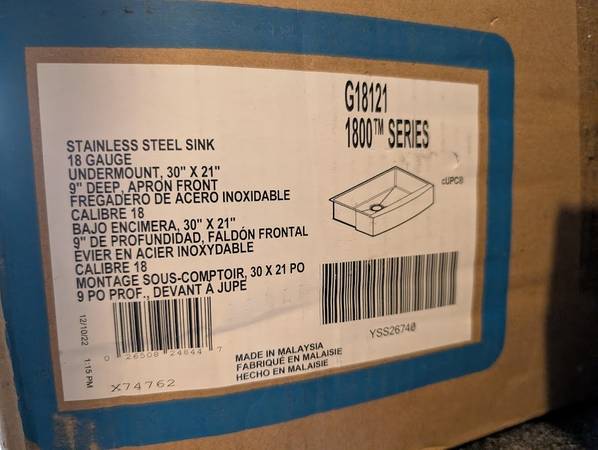 G18121
1800™ SERIES
STAINLESS STEEL SINK
18 GAUGE
UNDERMOUNT, 30" X 21"
9" DEEP, APRON FRONT
FREGADERO DE ACERO INOXIDABLE
CALIBRE 18
BAJO ENCIMERA, 30" X 21"
9" DE PROFUNDIDAD, FALDÓN FRONTAL
EVIER EN ACIER INOXYDABLE
CALIBRE 18
MONTAGE SOUS-COMPTOIR, 30 X 21 PO
9 PO PROF., DEVANT À JUPE
cUPC®
YSS26740
12/10/22 1:15 PM
0 26508 24644 7
X74762
MADE IN MALAYSIA
FABRIQUÉ EN MALAISIE
HECHO EN MALAISIE